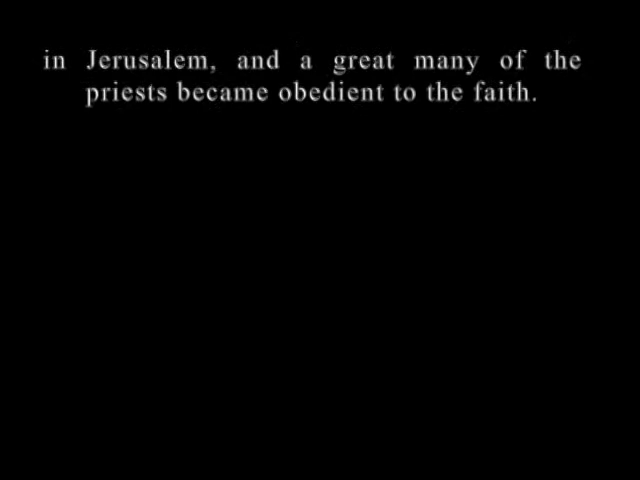 in Jerusalem, and a great many of the
priests became obedient to the faith.